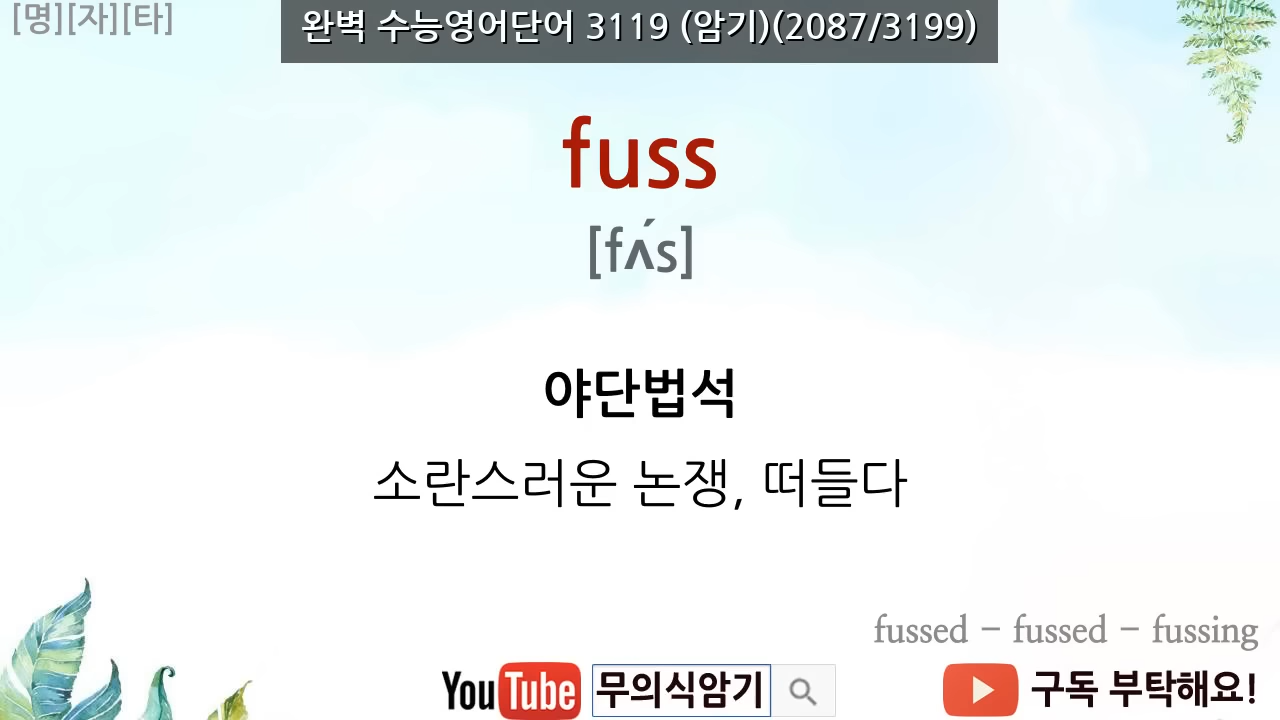 [명][자][타]
완벽 수능영어단어 3119 (암기)(2087/3199)
fuss
[fʌ́s]
야단법석
소란스러운 논쟁, 떠들다
fussed - fussed - fussing
YouTube 무의식암기
구독 부탁해요!